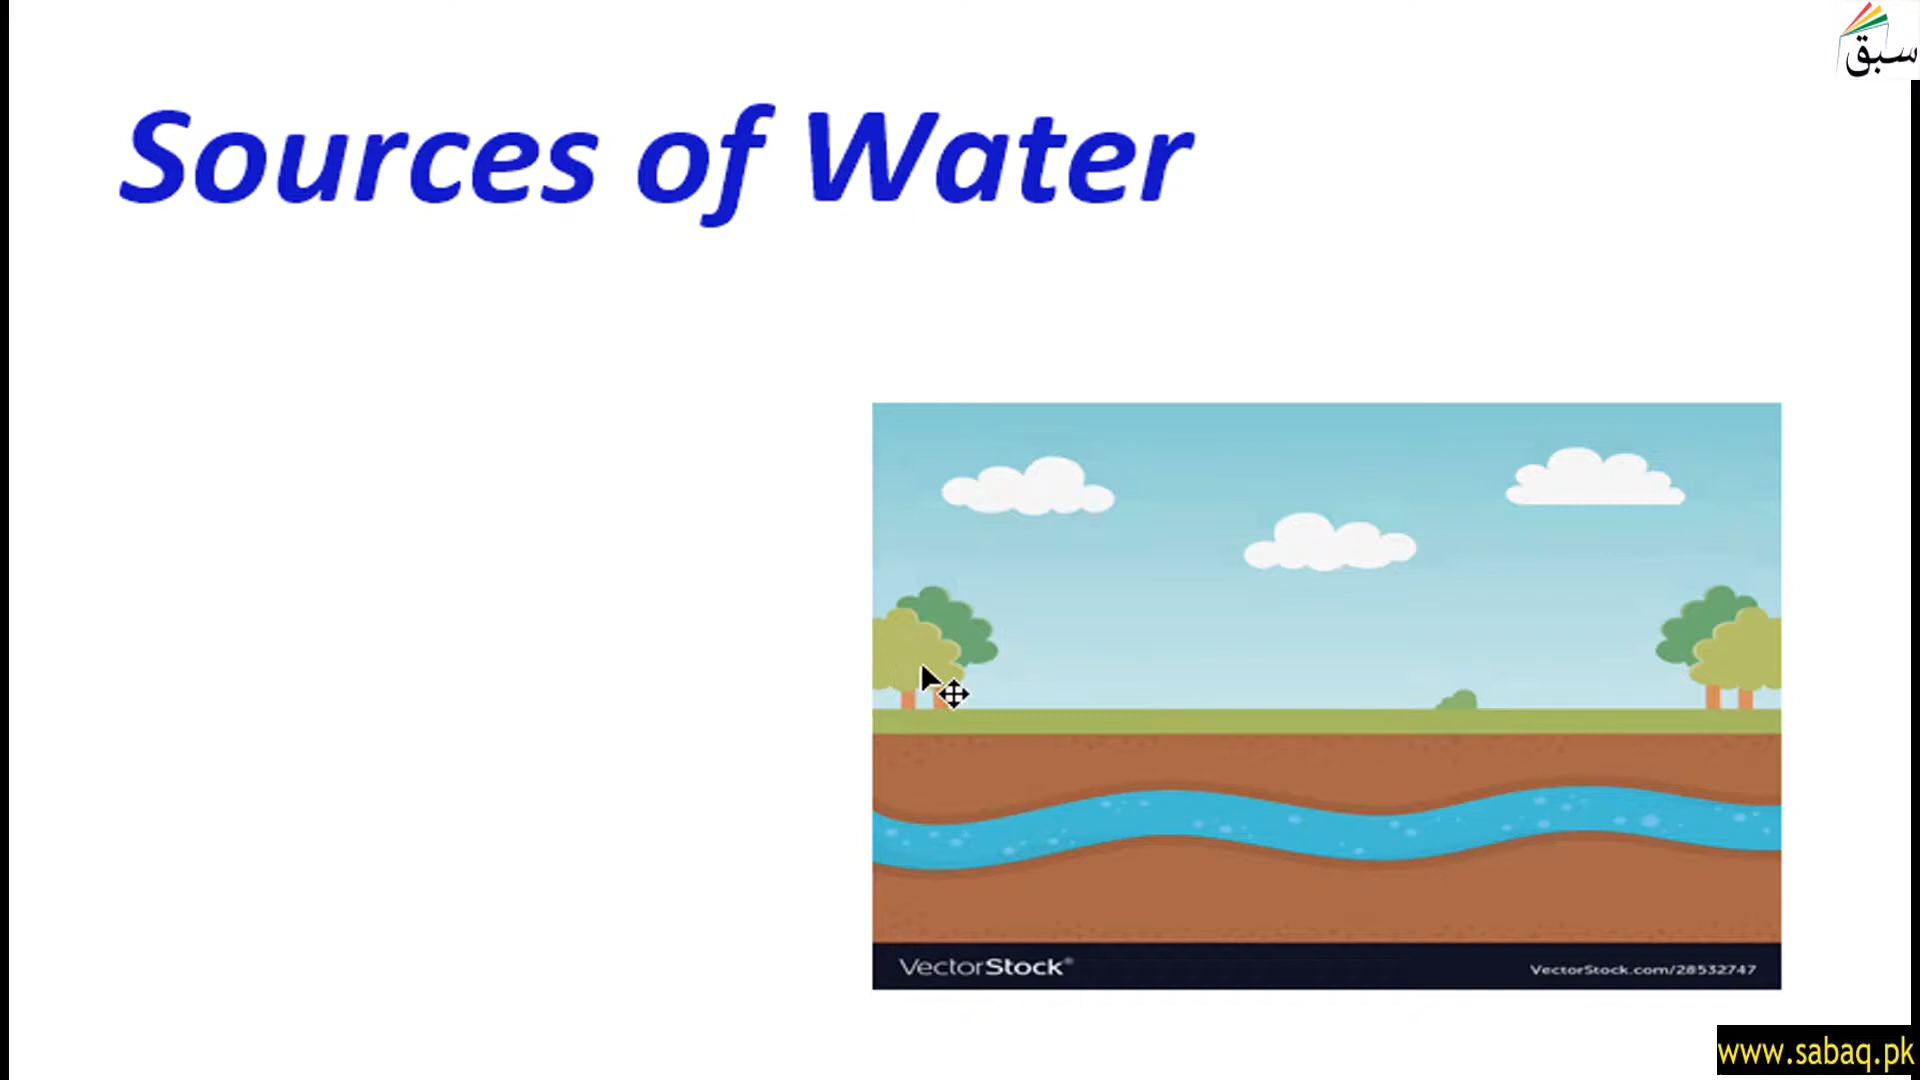 سبق
Sources of Water
VectorStock®
VectorStock.com/28532747
www.sabaq.pk